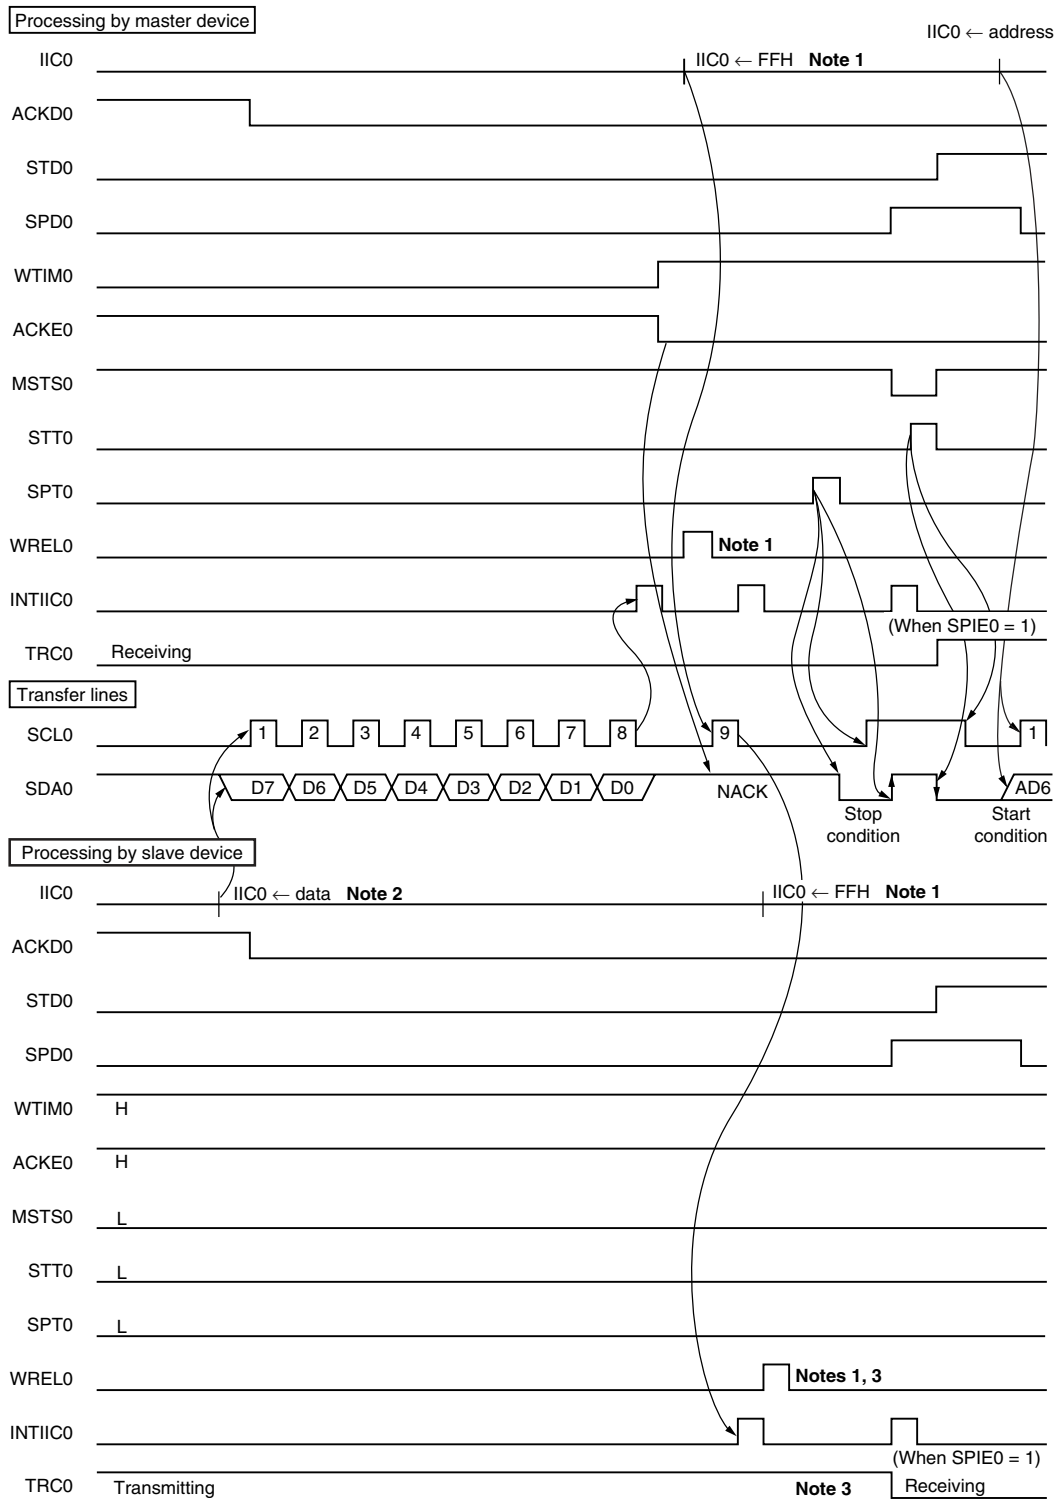 Processing by master device
IIC0 ← address
IIC0
IIC0 ← FFH Note 1
ACKD0
STD0
SPD0
WTIM0
ACKE0
MSTS0
STT0
SPT0
WREL0 Note 1
INTIIC0
(When SPIE0 = 1)
TRC0 Receiving
Transfer lines
SCL0 1 2 3 4 5 6 7 8 9 1
SDA0 D7 D6 D5 D4 D3 D2 D1 D0 NACK AD6
Stop condition
Start condition
Processing by slave device
IIC0 IIC0 ← data Note 2 IIC0 ← FFH Note 1
ACKD0
STD0
SPD0
WTIM0 H
ACKE0 H
MSTS0 L
STT0 L
SPT0 L
WREL0 Notes 1, 3
INTIIC0
(When SPIE0 = 1)
TRC0 Transmitting Note 3 Receiving